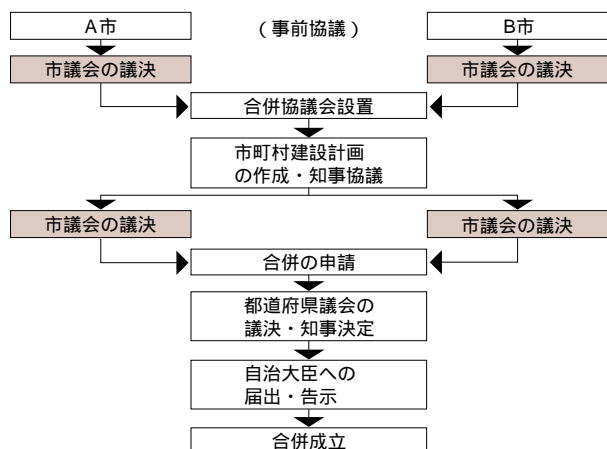 A市
（事前協議）
B市
市議会の議決
市議会の議決
合併協議会設置
市町村建設計画
の作成・知事協議
市議会の議決
市議会の議決
合併の申請
都道府県議会の
議決・知事決定
自治大臣への
届出・告示
合併成立